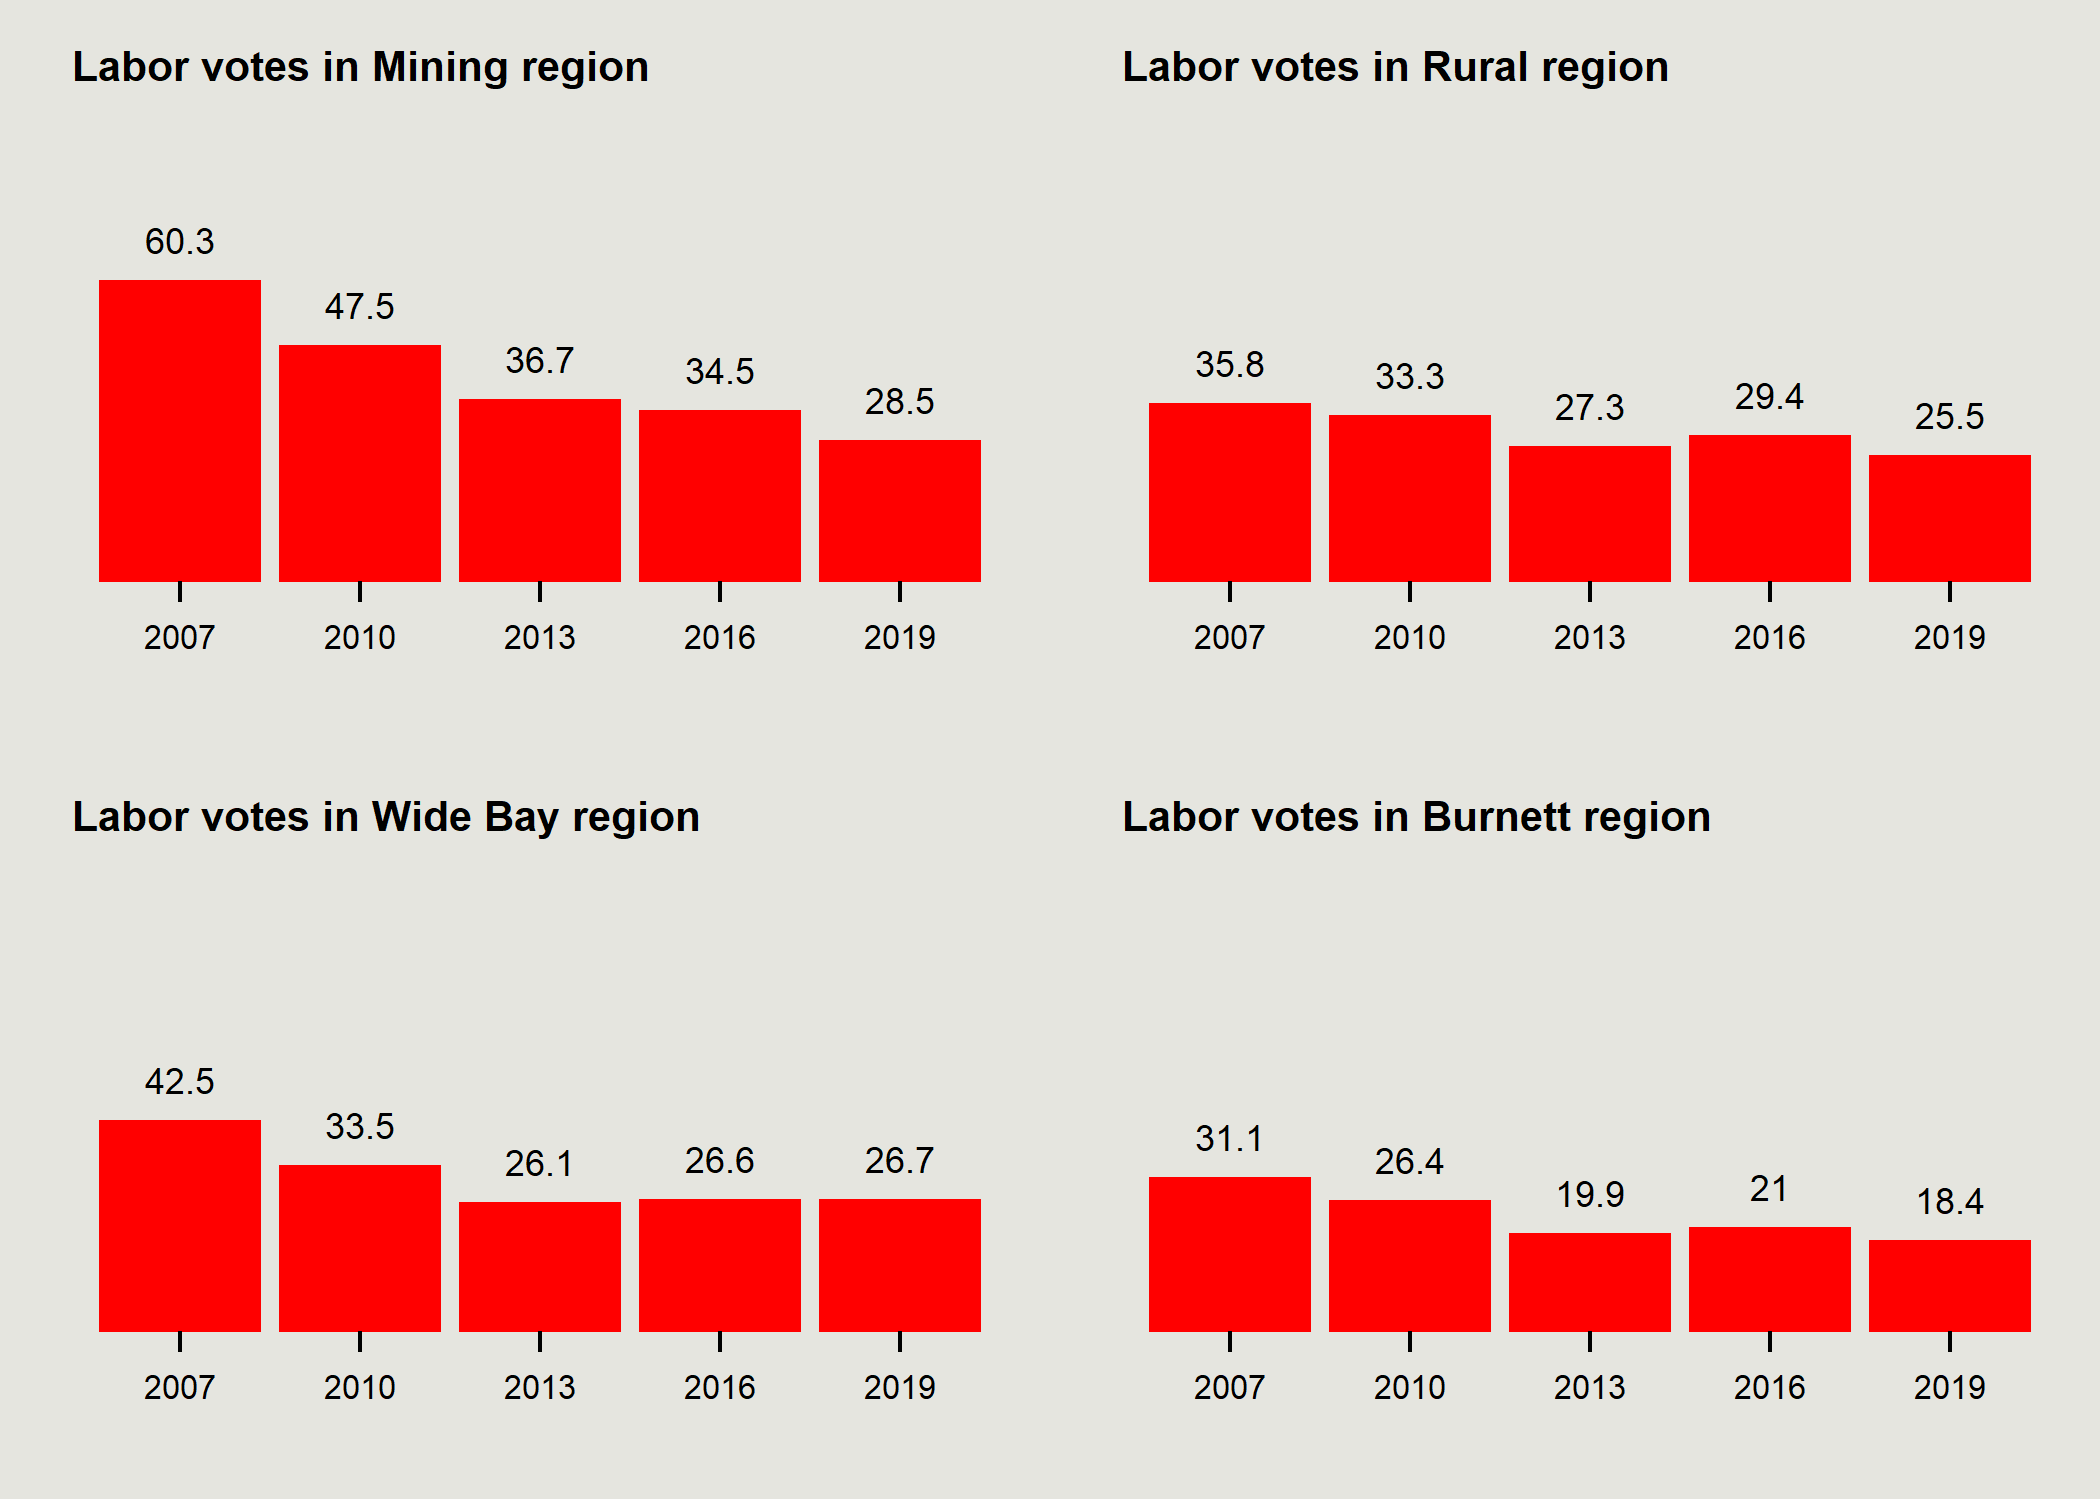 Labor votes in Mining region
60.3
47.5
36.7
34.5
28.5
2007 2010 2013 2016 2019
Labor votes in Rural region
35.8
33.3
27.3
29.4
25.5
2007 2010 2013 2016 2019
Labor votes in Wide Bay region
42.5
33.5
26.1
26.6
26.7
2007 2010 2013 2016 2019
Labor votes in Burnett region
31.1
26.4
19.9
21
18.4
2007 2010 2013 2016 2019